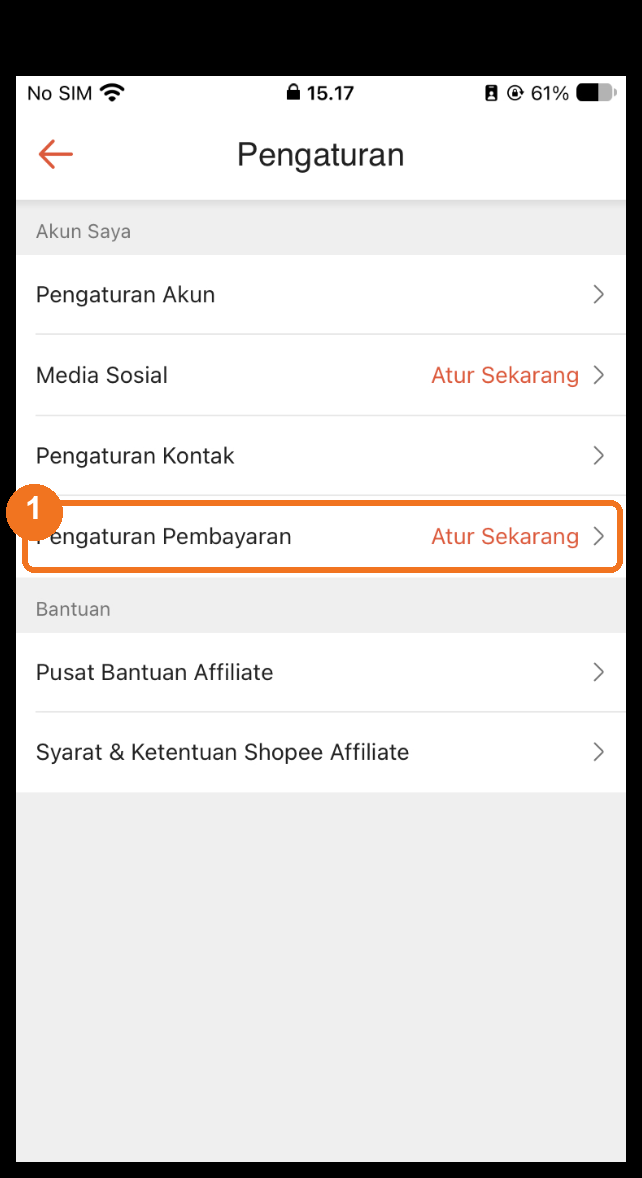 No SIM 15.17 61%
Pengaturan
Akun Saya
Pengaturan Akun
Media Sosial Atur Sekarang
Pengaturan Kontak
1
Pengaturan Pembayaran Atur Sekarang
Bantuan
Pusat Bantuan Affiliate
Syarat & Ketentuan Shopee Affiliate